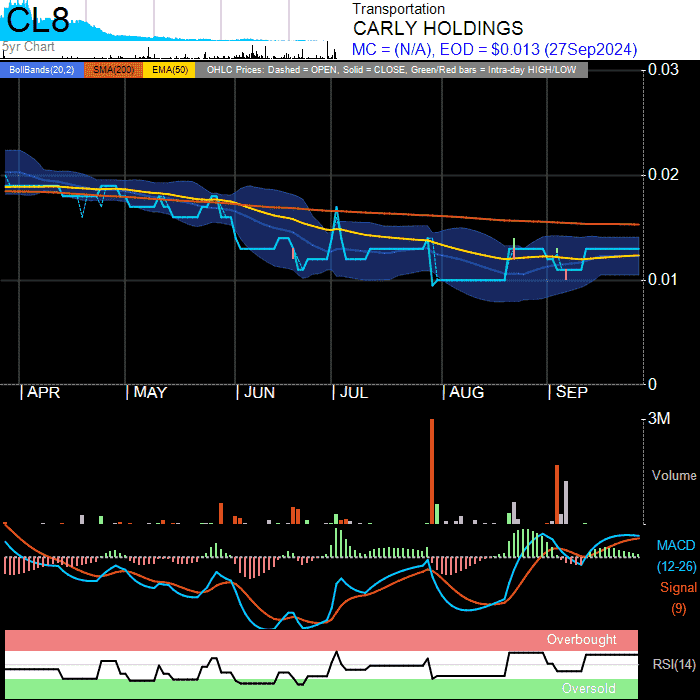 CL8
5yr Chart
Transportation
CARLY HOLDINGS
MC = (N/A), EOD = $0.013 (27Sep2024)
BollBands(20,2) SMA(200) EMA(50) OHLC Prices: Dashed = OPEN, Solid = CLOSE, Green/Red bars = Intra-day HIGH/LOW
0.03
0.02
0.01
0
APR MAY JUN JUL AUG SEP
3M
Volume
MACD
(12-26)
Signal
(9)
Overbought
RSI(14)
Oversold